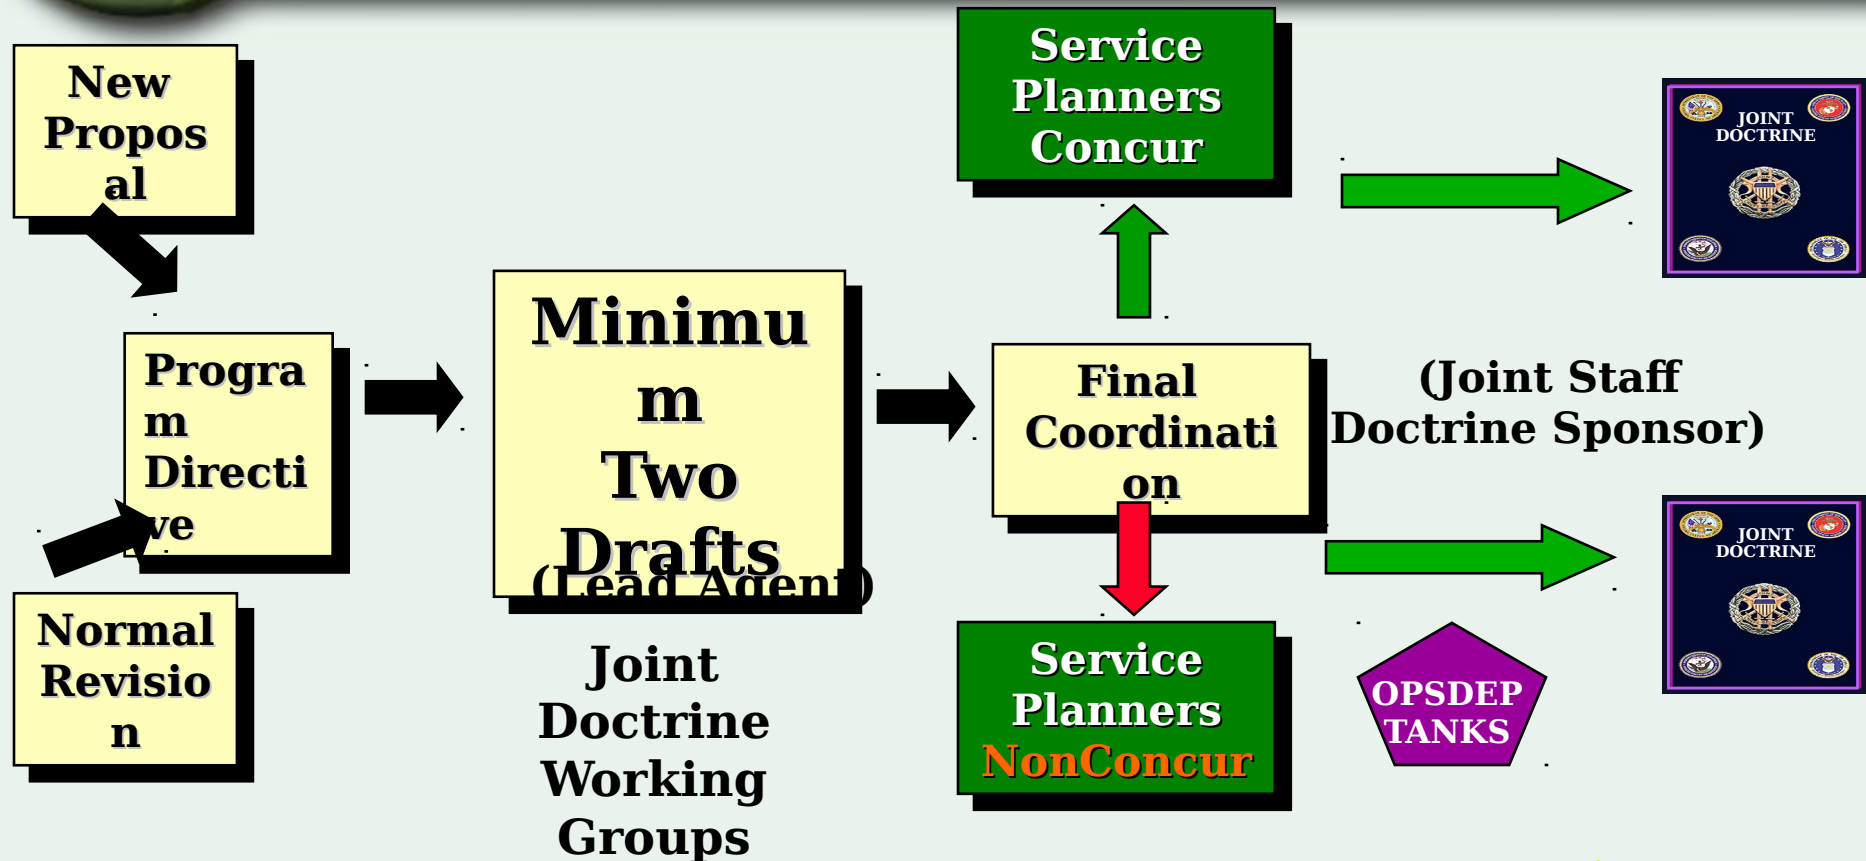 New
Propos
al
Progra
m
Directi
ve
Normal
Revisio
n
Minimu
m
Two
Drafts
(Lead Agent)
Joint
Doctrine
Working
Groups
Service
Planners
Concur
Final
Coordinati
on
(Joint Staff
Doctrine Sponsor)
Service
Planners
NonConcur
OPSDEP
TANKS
JOINT
DOCTRINE
JOINT
DOCTRINE